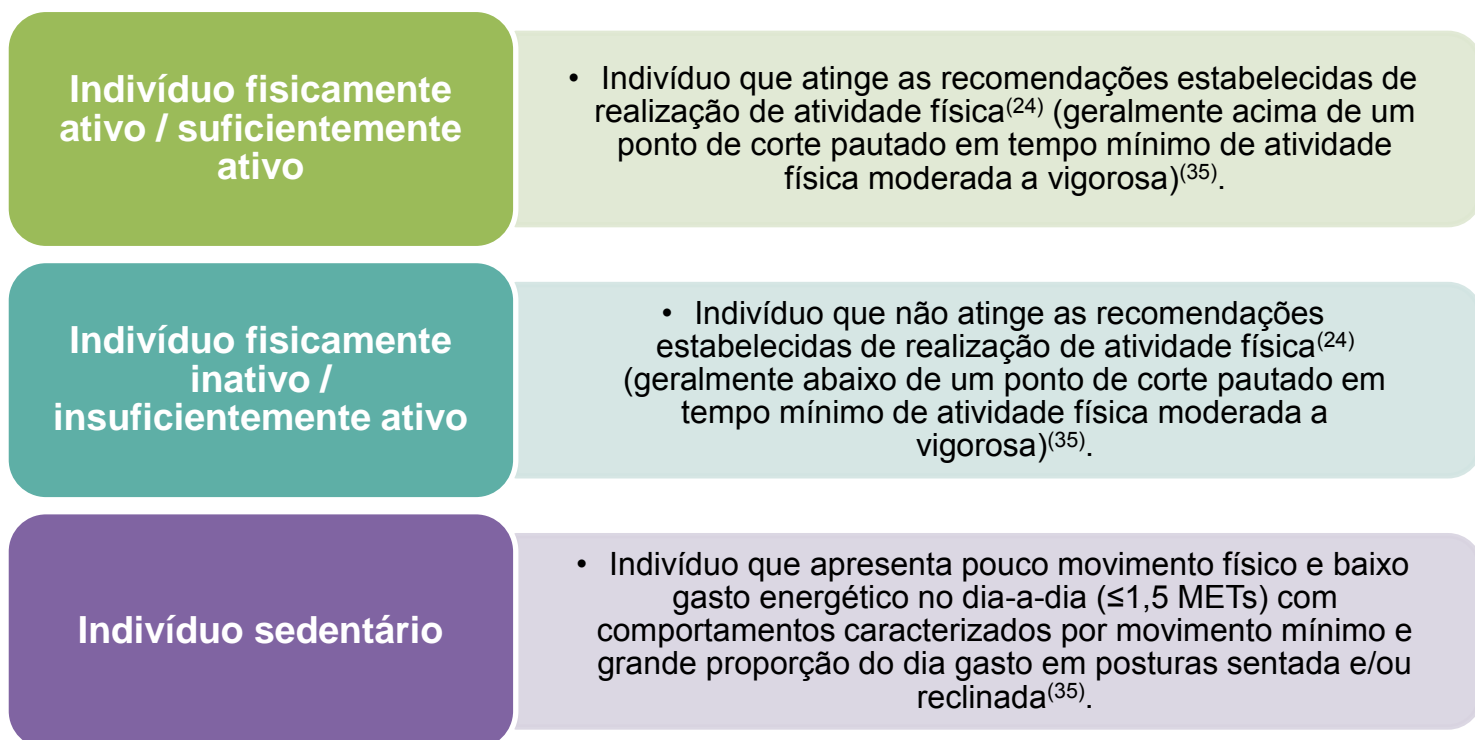 Indivíduo fisicamente
ativo / suficientemente
ativo
• Indivíduo que atinge as recomendações estabelecidas de
realização de atividade física(24) (geralmente acima de um
ponto de corte pautado em tempo mínimo de atividade
física moderada a vigorosa)(35).
Indivíduo fisicamente
inativo /
insuficientemente ativo
• Indivíduo que não atinge as recomendações
estabelecidas de realização de atividade física(24)
(geralmente abaixo de um ponto de corte pautado em
tempo mínimo de atividade física moderada a
vigorosa)(35).
Indivíduo sedentário
• Indivíduo que apresenta pouco movimento físico e baixo
gasto energético no dia-a-dia (≤1,5 METs) com
comportamentos caracterizados por movimento mínimo e
grande proporção do dia gasto em posturas sentada e/ou
reclinada(35).